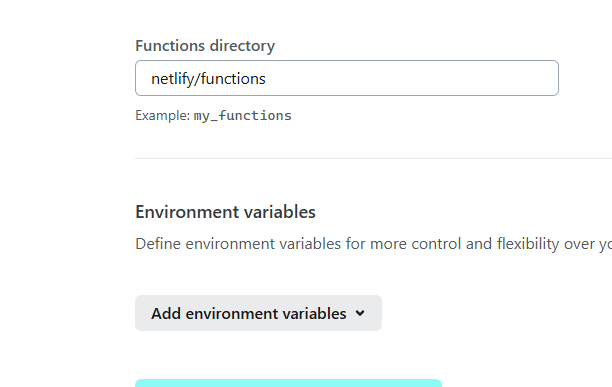 Functions directory
netlify/functions
Example: my_functions
Environment variables
Define environment variables for more control and flexibility over
Add environment variables